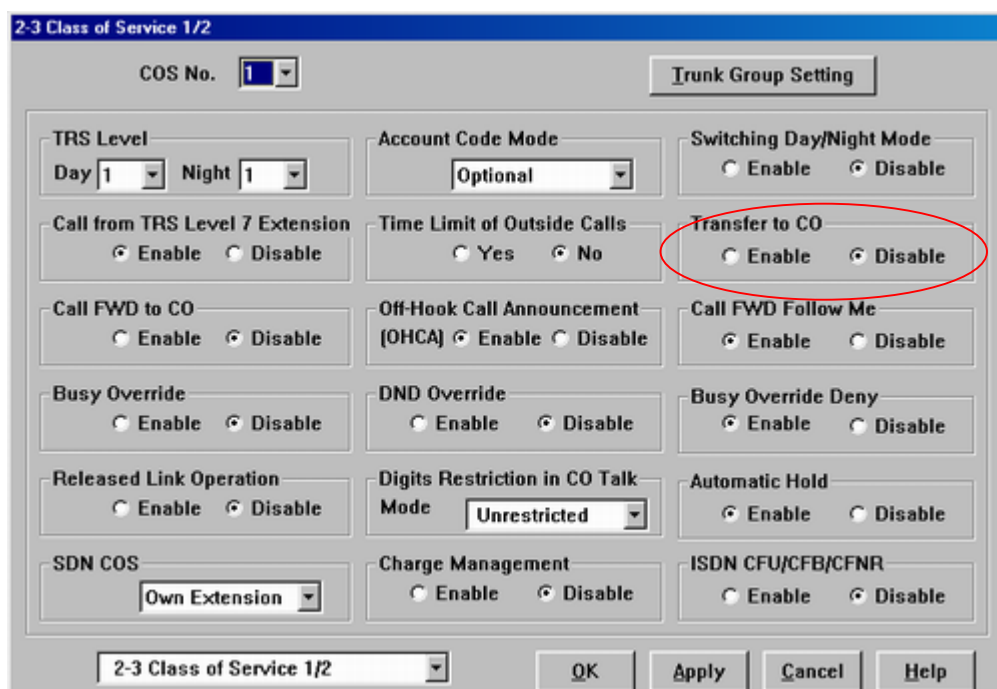 2-3 Class of Service 1/2
COS No. 1 Trunk Group Setting
TRS Level Account Code Mode Switching Day/Night Mode
Day 1 Night 1 Optional Enable Disable
Call from TRS Level 7 Extension Time Limit of Outside Calls Transfer to CO
Enable Disable Yes No Enable Disable
Call FWD to CO Off-Hook Call Announcement Call FWD Follow Me
Enable Disable (OHCA) Enable Disable Enable Disable
Busy Override DND Override Busy Override Deny
Enable Disable Enable Disable Enable Disable
Released Link Operation Digits Restriction in CO Talk Automatic Hold
Enable Disable Mode Unrestricted Enable Disable
SDN COS Charge Management ISDN CFU/CFB/CFNR
Own Extension Enable Disable Enable Disable
2-3 Class of Service 1/2 OK Apply Cancel Help